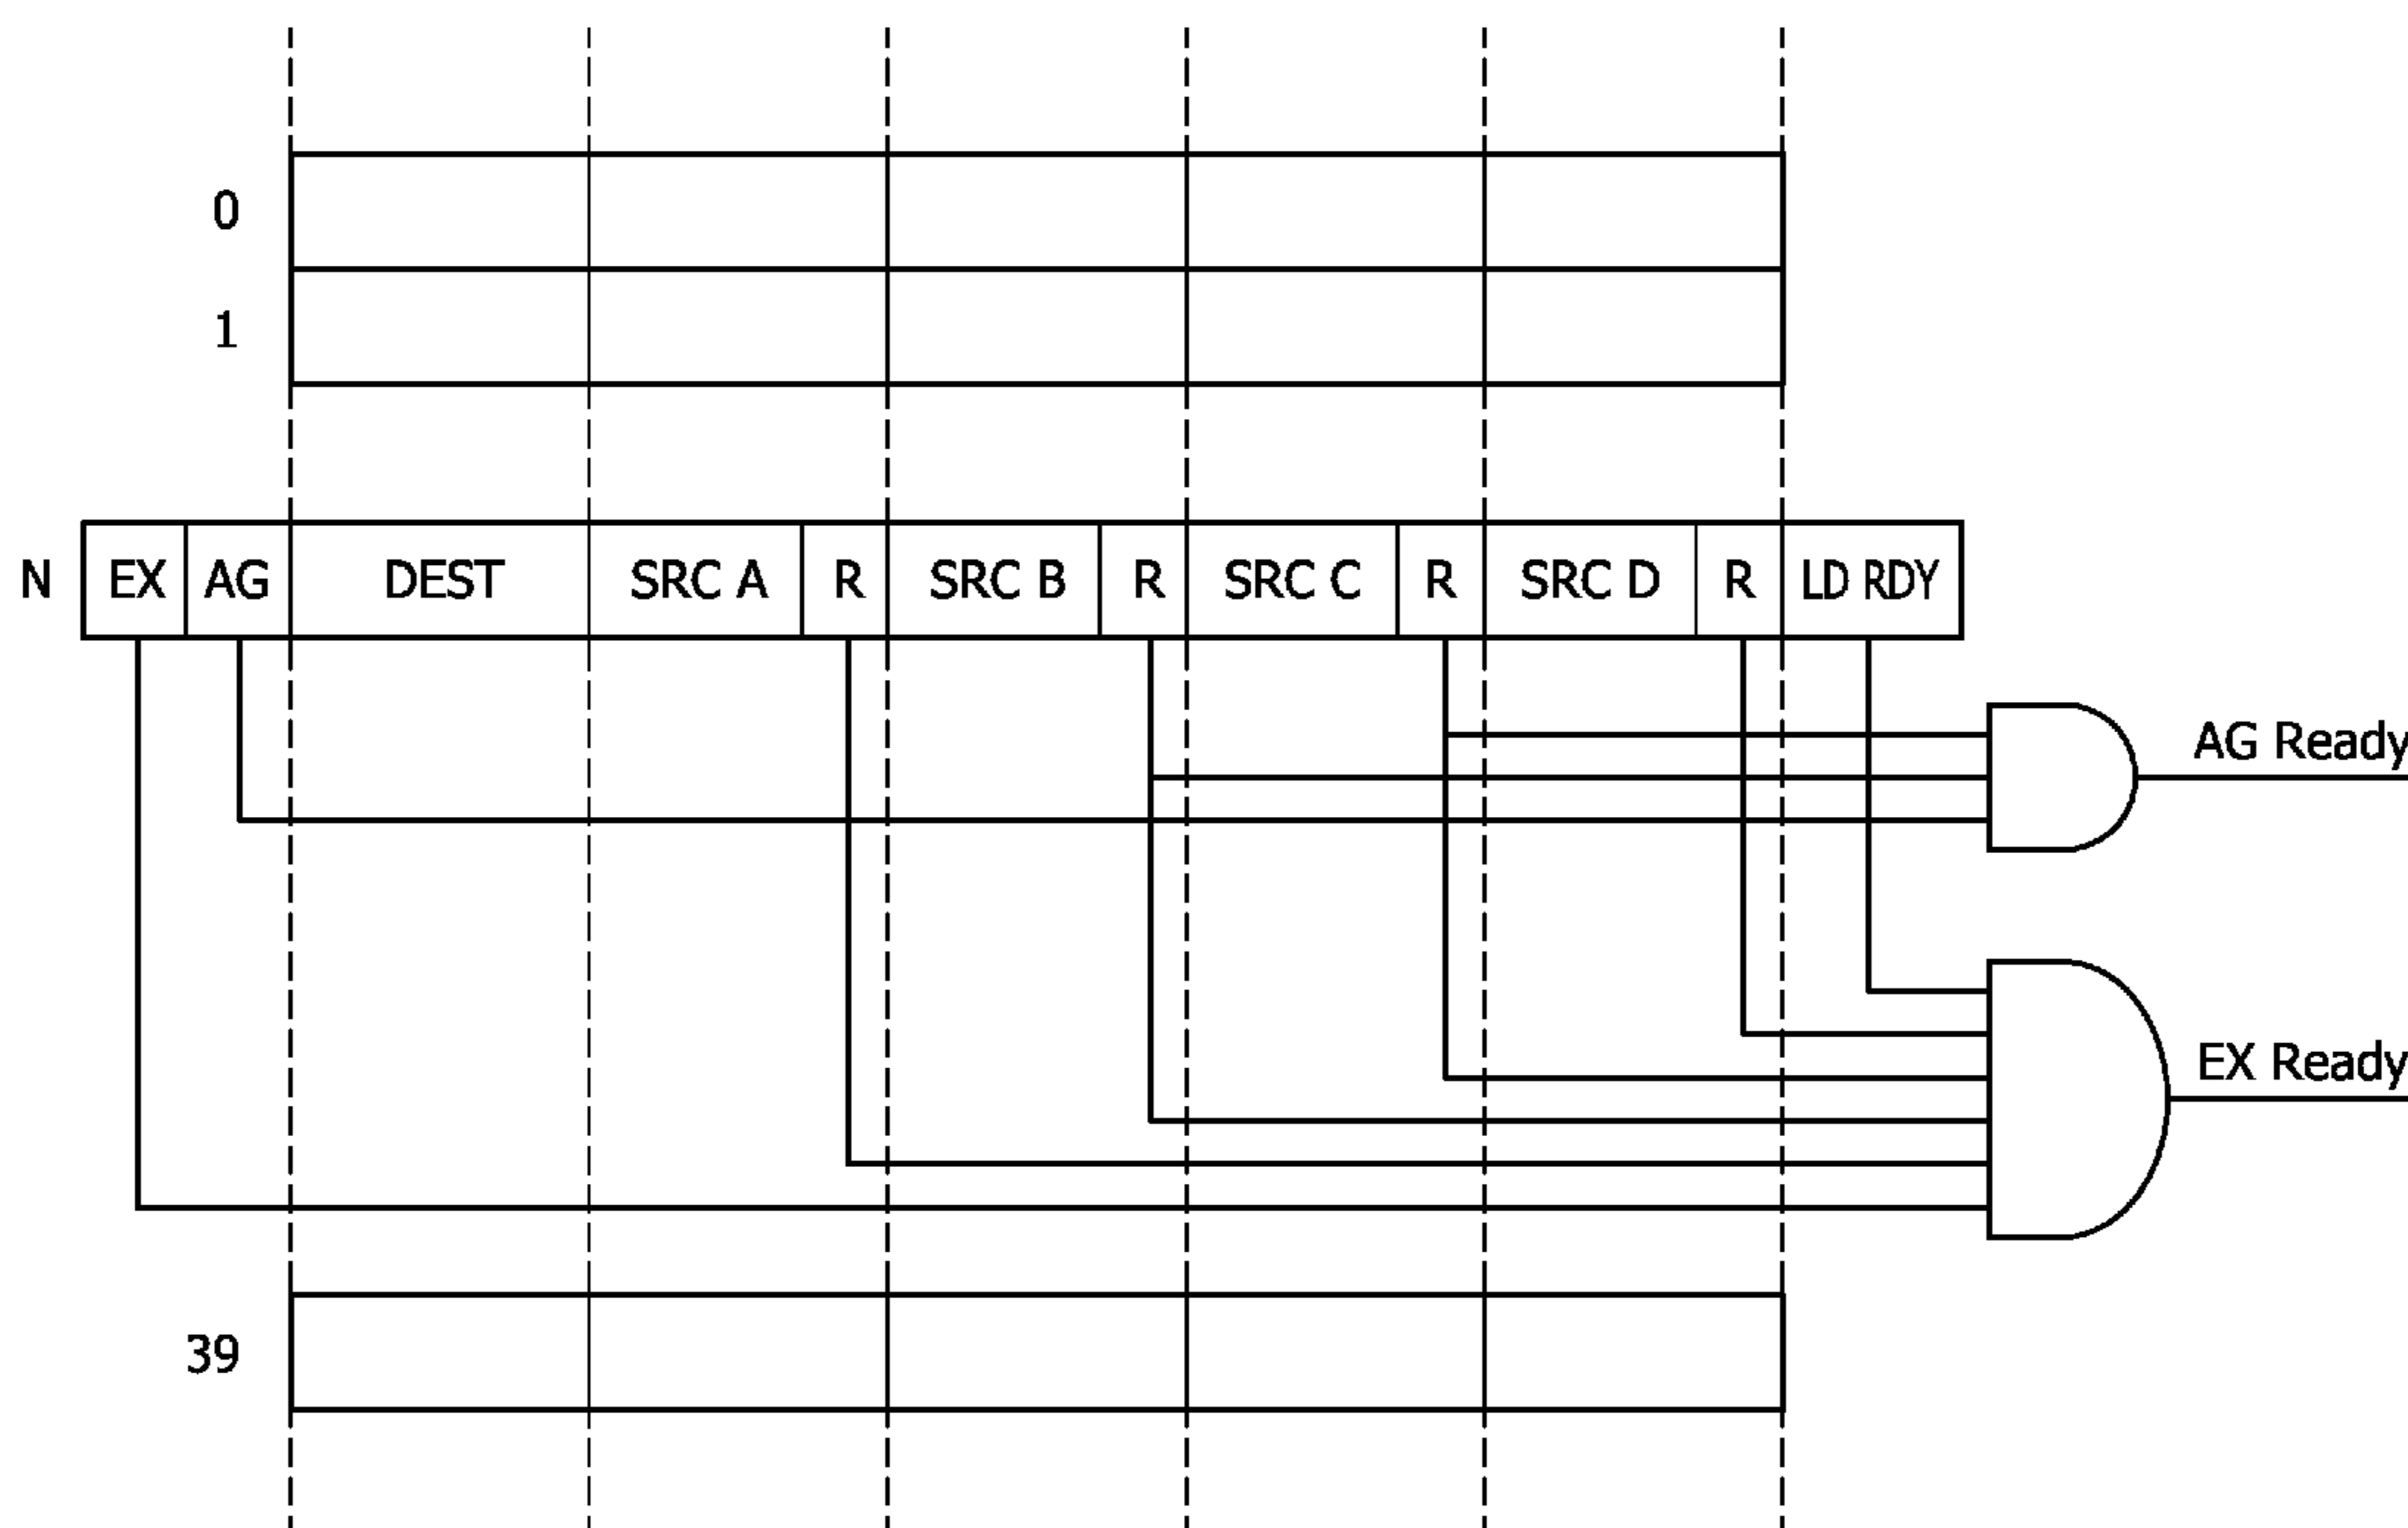 0
1
N EX AG DEST SRC A R SRC B R SRC C R SRC D R LD RDY
AG Ready
EX Ready
39